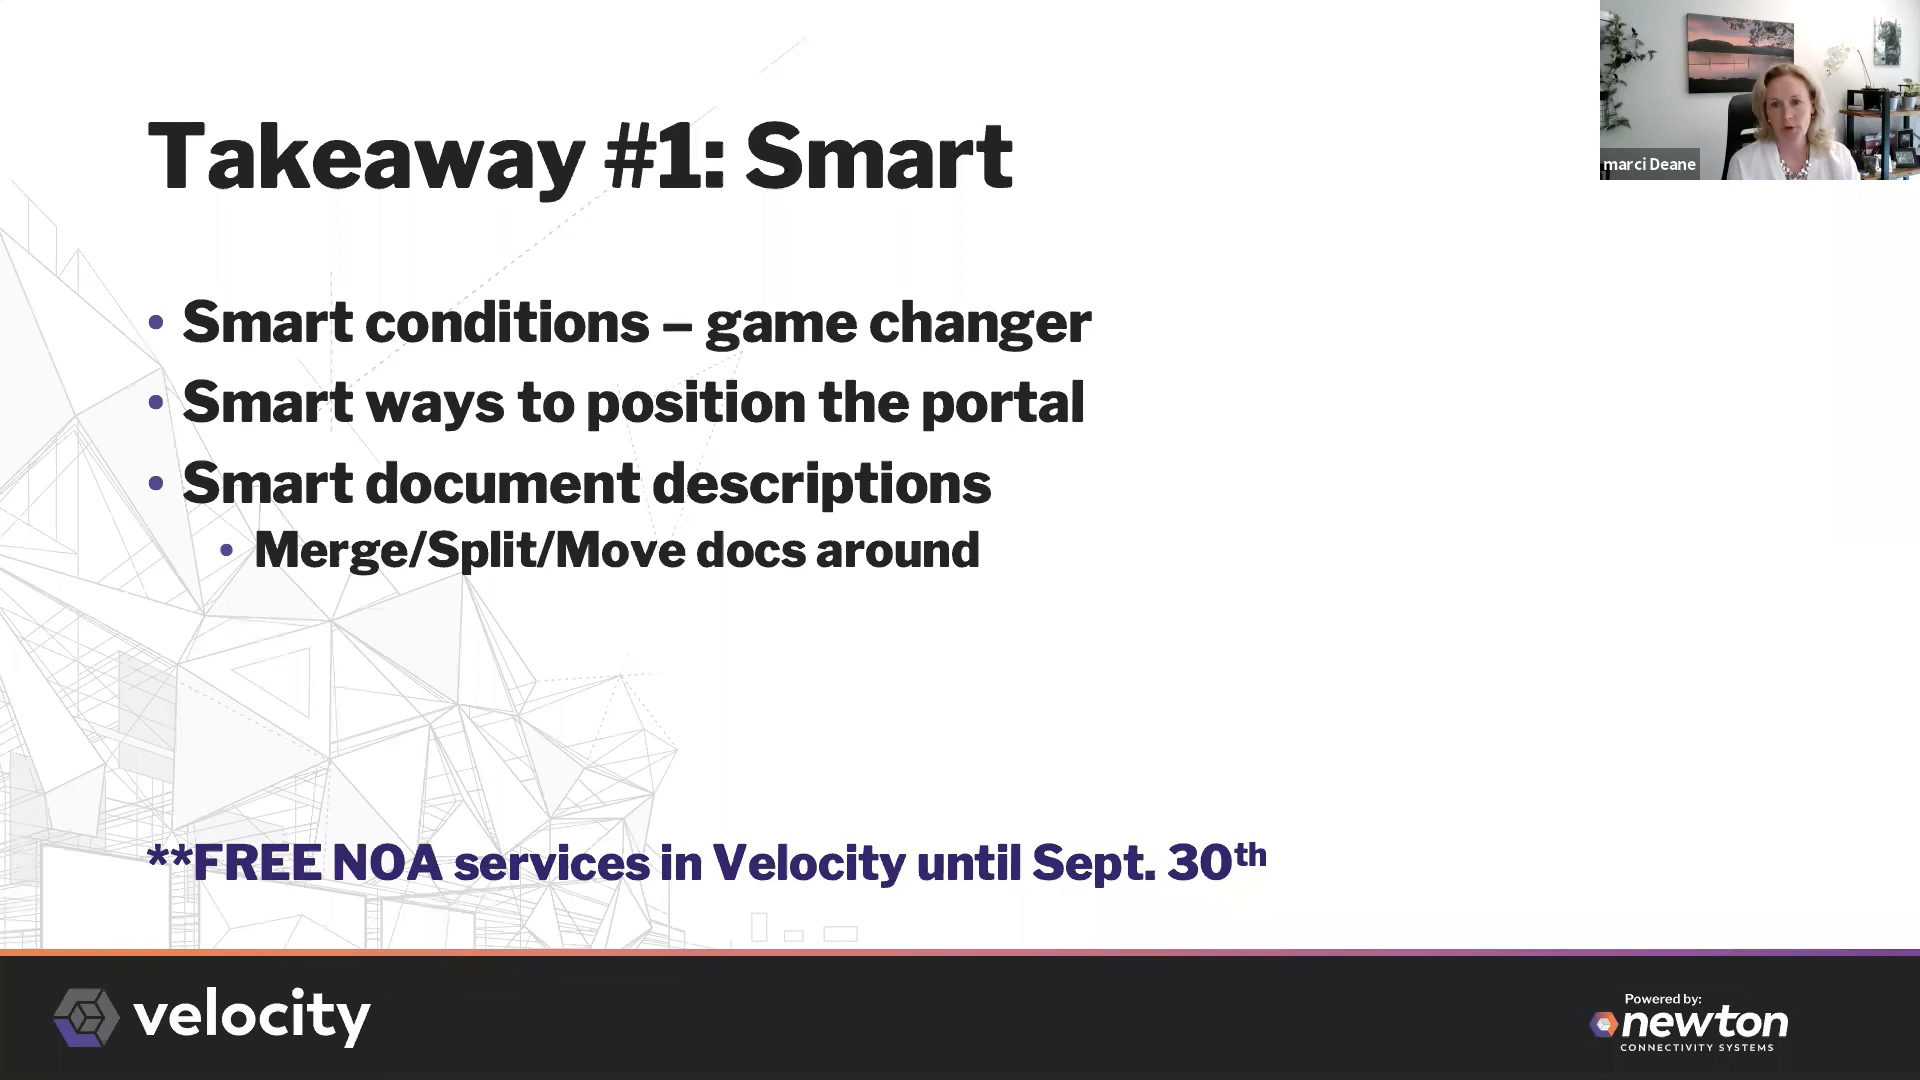 Takeaway #1: Smart
marci Deane
• Smart conditions – game changer
• Smart ways to position the portal
• Smart document descriptions
• Merge/Split/Move docs around
**FREE NOA services in Velocity until Sept. 30th
velocity
Powered by:
newton
CONNECTIVITY SYSTEMS